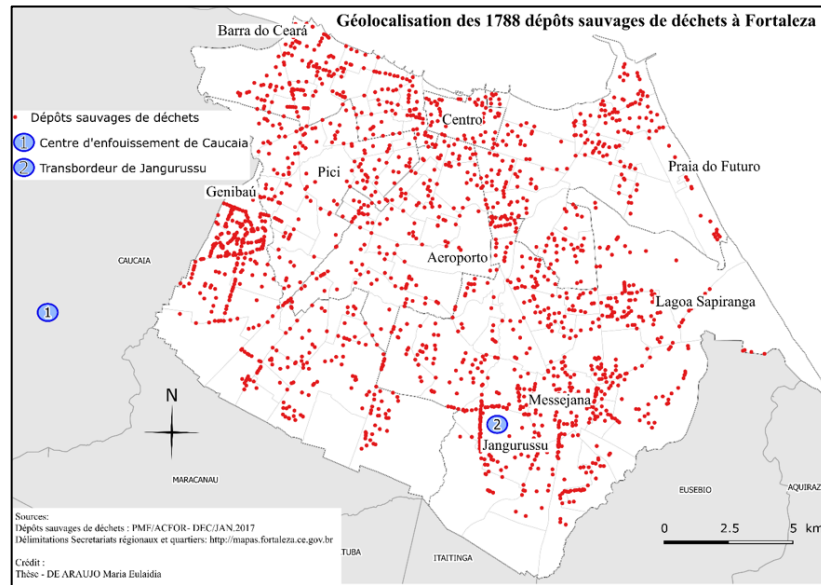 Géolocalisation des 1788 dépôts sauvages de déchets à Fortaleza
Barra do Ceará
Dépôts sauvages de déchets
1 Centre d'enfouissement de Caucaia
2 Transbordeur de Jangurussu
Centro
Pici
Praia do Futuro
Genibaú
CAUCAIA
Aeroporto
Lagoa Sapiranga
1
N
Messejana
2
Jangurussu
MARACANAU
EUSEBIO
AQUIRAZ
Sources:
Dépôts sauvages de déchets : PMF/ACFOR- DEC/JAN.2017
Délimitations Secretariats régionaux et quartiers: http://mapas.fortaleza.ce.gov.br
Crédit :
Thèse - DE ARAUJO Maria Eulaidia
TUBA
ITAITINGA
0 2.5 5 km